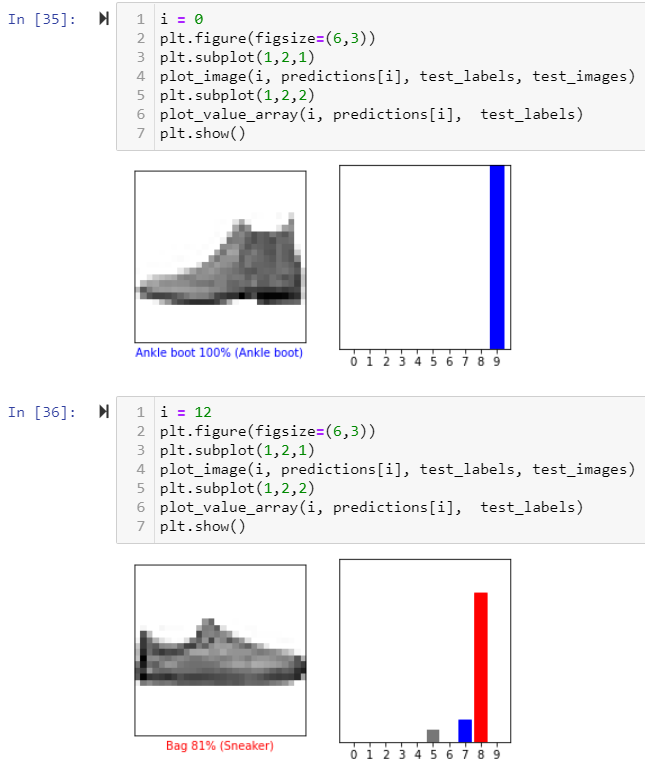 In [35]:
1 i = 0
2 plt.figure(figsize=(6,3))
3 plt.subplot(1,2,1)
4 plot_image(i, predictions[i], test_labels, test_images)
5 plt.subplot(1,2,2)
6 plot_value_array(i, predictions[i],  test_labels)
7 plt.show()
Ankle boot 100% (Ankle boot)
0 1 2 3 4 5 6 7 8 9
In [36]:
1 i = 12
2 plt.figure(figsize=(6,3))
3 plt.subplot(1,2,1)
4 plot_image(i, predictions[i], test_labels, test_images)
5 plt.subplot(1,2,2)
6 plot_value_array(i, predictions[i],  test_labels)
7 plt.show()
Bag 81% (Sneaker)
0 1 2 3 4 5 6 7 8 9